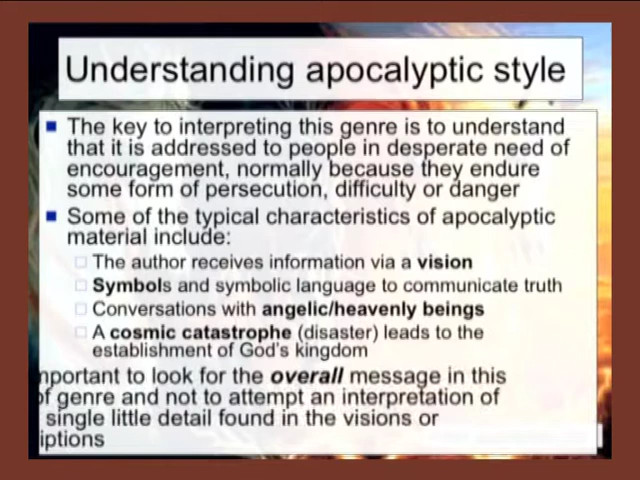 Understanding apocalyptic style
The key to interpreting this genre is to understand
that it is addressed to people in desperate need of
encouragement, normally because they endure
some form of persecution, difficulty or danger
Some of the typical characteristics of apocalyptic
material include:
The author receives information via a vision
Symbols and symbolic language to communicate truth
Conversations with angelic/heavenly beings
A cosmic catastrophe (disaster) leads to the
establishment of God's kingdom
mportant to look for the overall message in this
of genre and not to attempt an interpretation of
single little detail found in the visions or
iptions